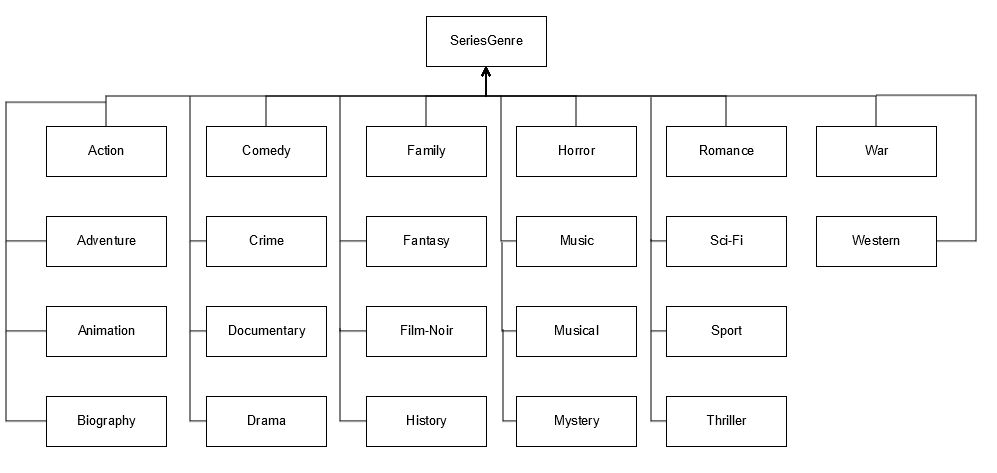 SeriesGenre
Action
Comedy
Family
Horror
Romance
War
Adventure
Crime
Fantasy
Music
Sci-Fi
Western
Animation
Documentary
Film-Noir
Musical
Sport
Biography
Drama
History
Mystery
Thriller